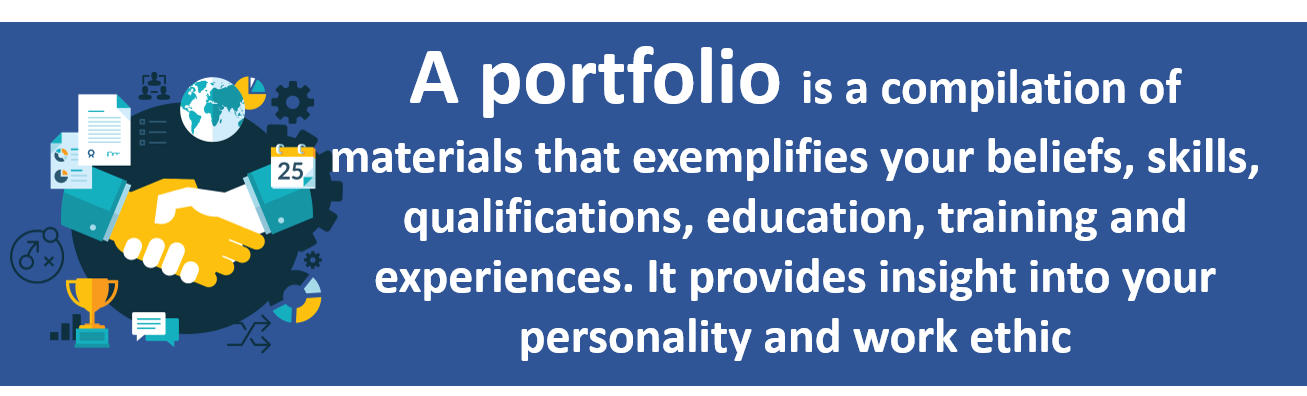 A portfolio is a compilation of
materials that exemplifies your beliefs, skills,
qualifications, education, training and
experiences. It provides insight into your
personality and work ethic
25